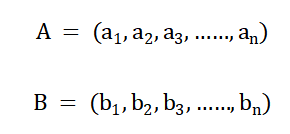 A = (a₁, a₂, a₃, ......, aₙ)
B = (b₁, b₂, b₃, ......, bₙ)